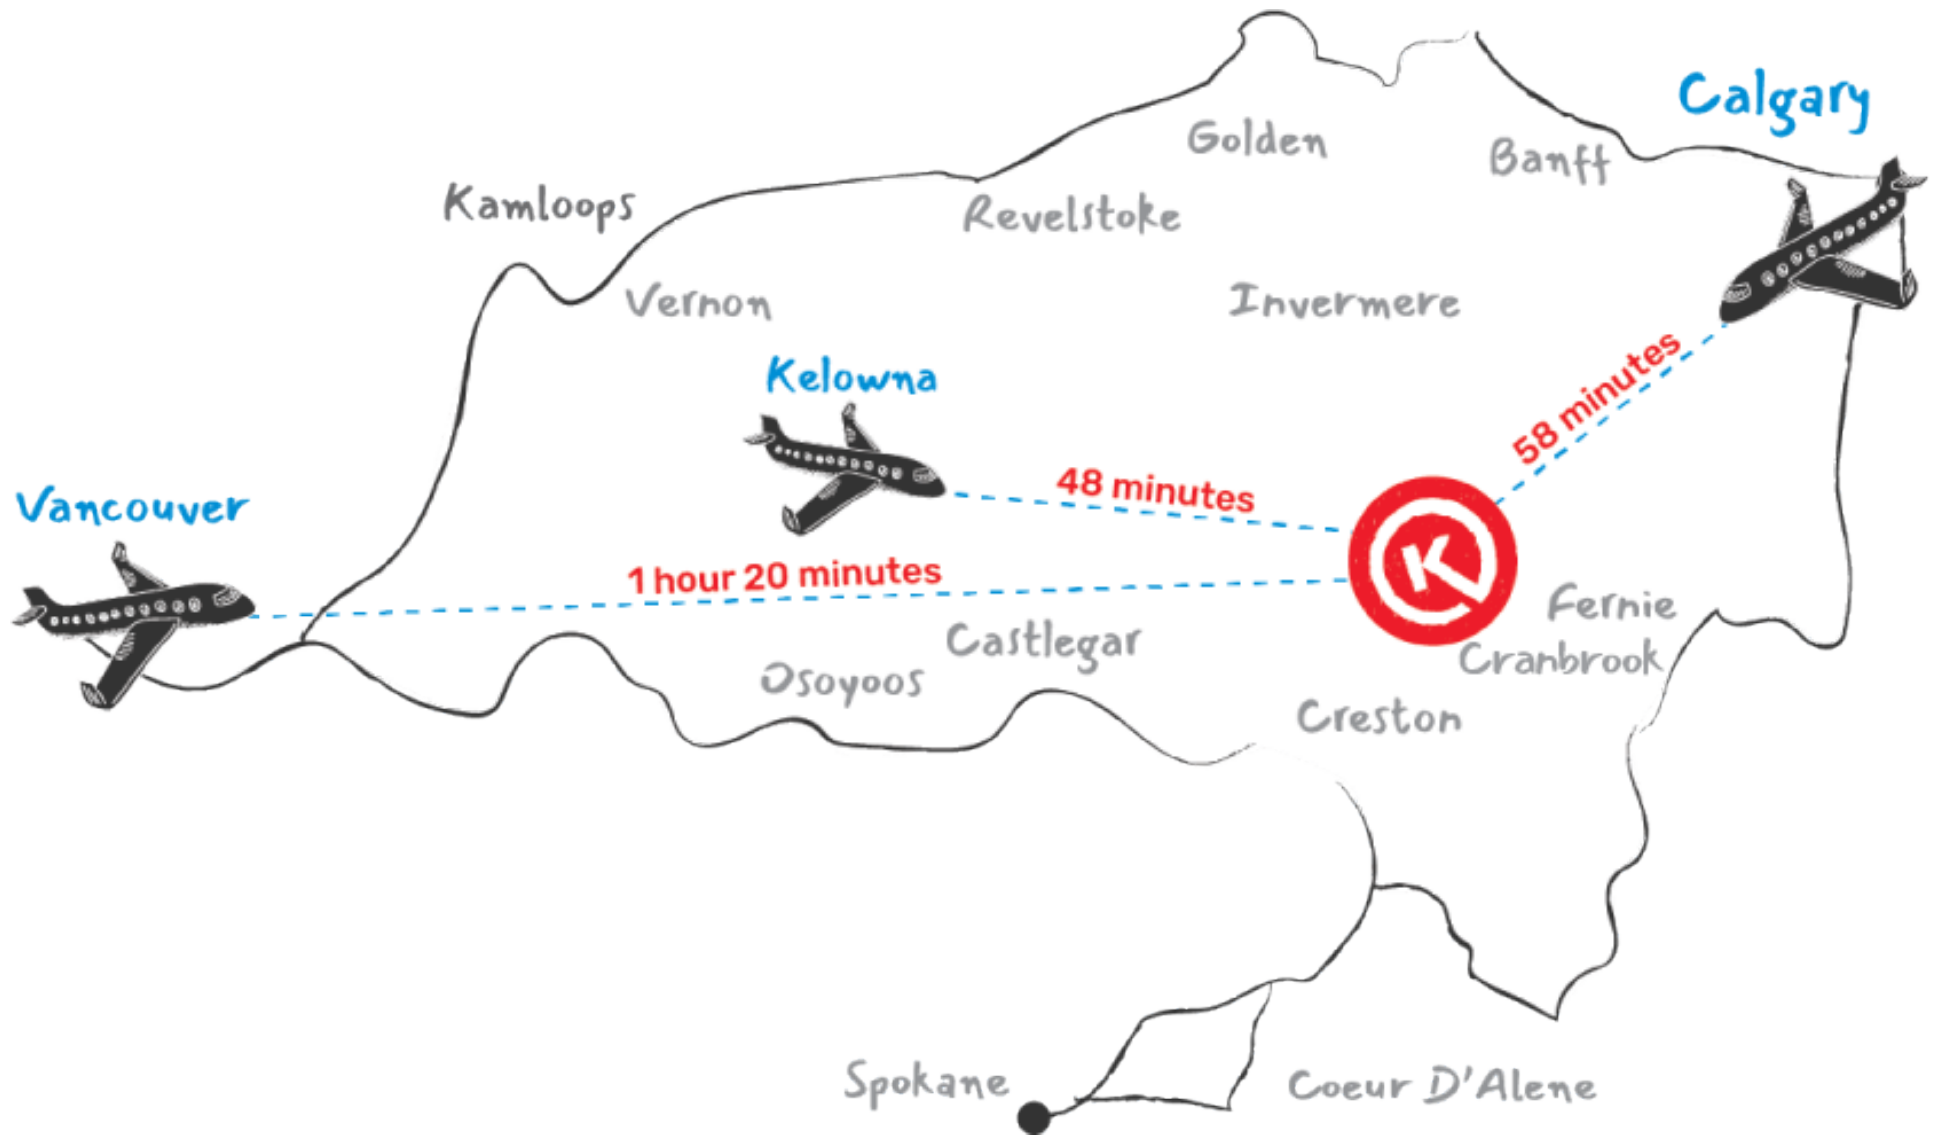 Calgary
Golden
Banff
Kamloops
Revelstoke
Vernon
Invermere
Kelowna
58 minutes
48 minutes
Vancouver
K
1 hour 20 minutes
Fernie
Castlegar
Cranbrook
Osoyoos
Creston
Spokane
Coeur D'Alene